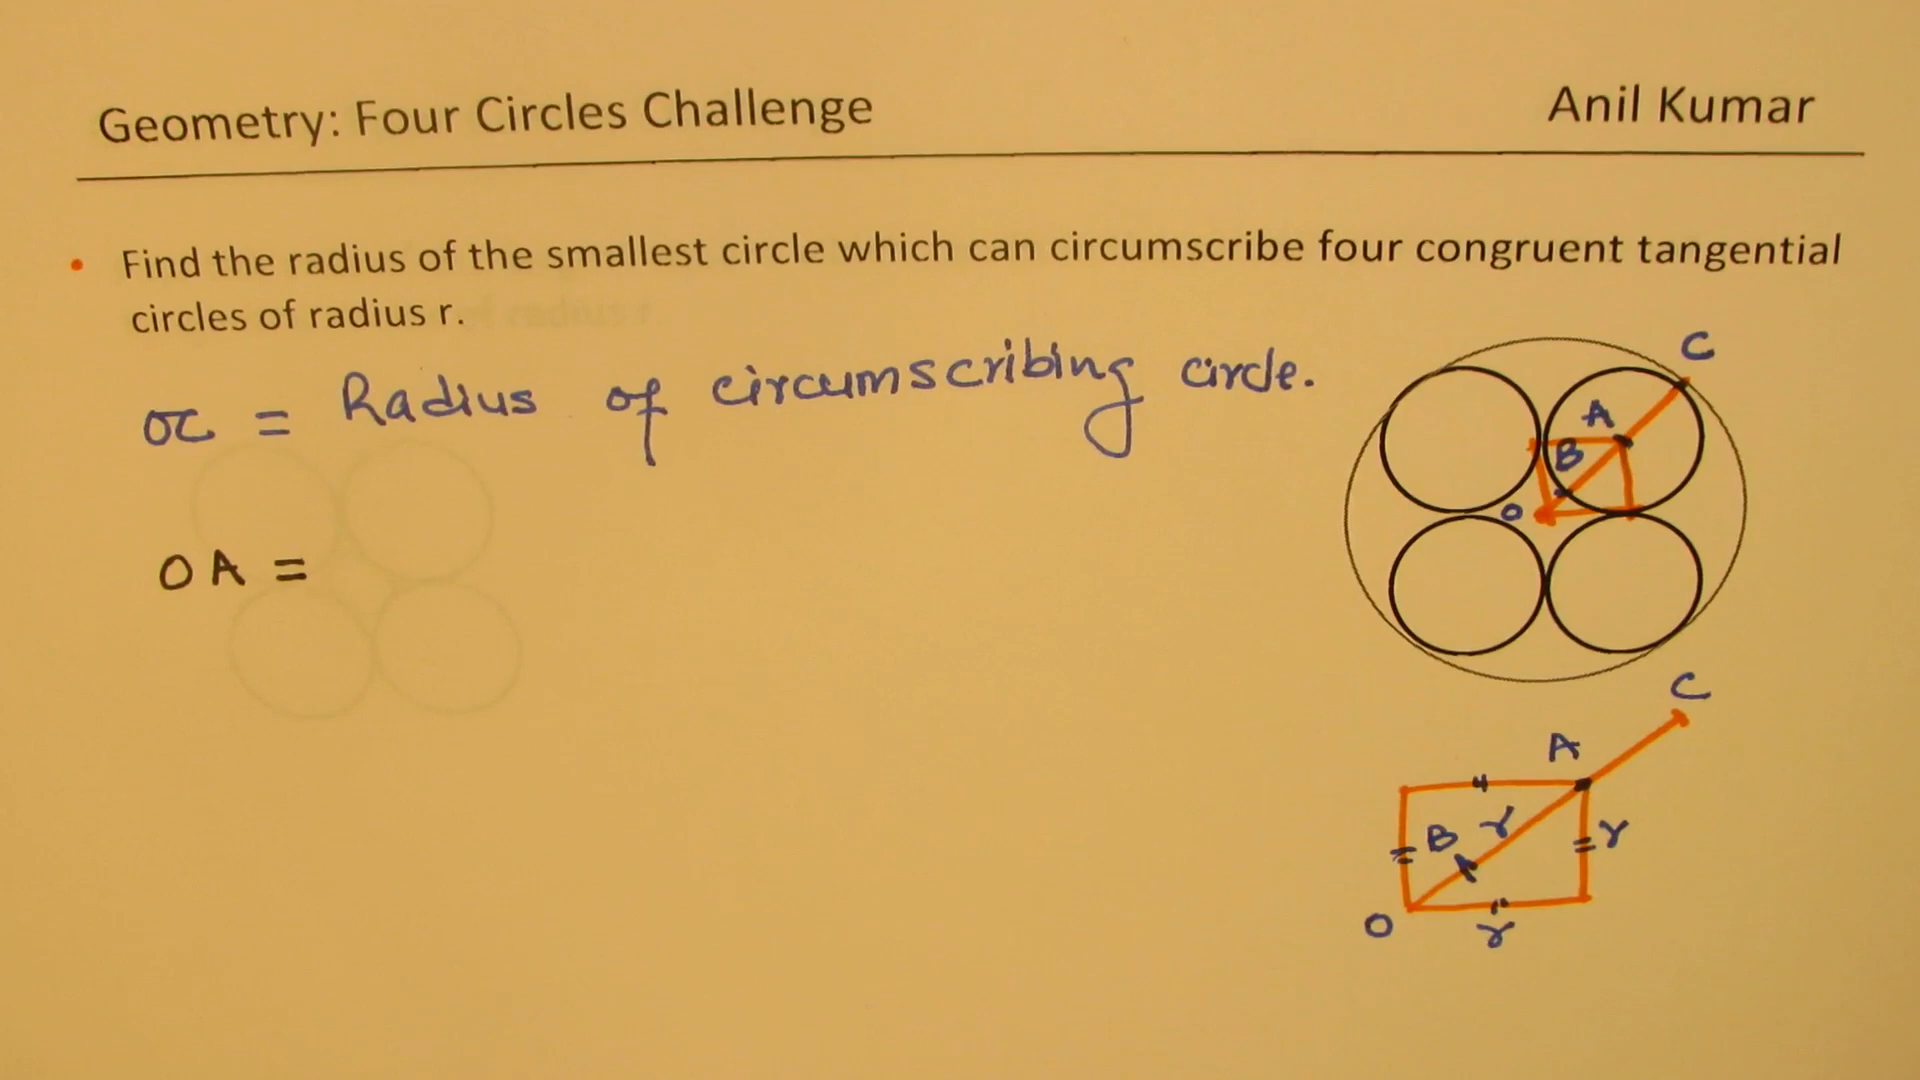 Geometry: Four Circles Challenge
Anil Kumar
• Find the radius of the smallest circle which can circumscribe four congruent tangential
circles of radius r.
OC = Radius of circumscribing circle.
OA =
C
A
B
O
C
A
B r
r
O
r